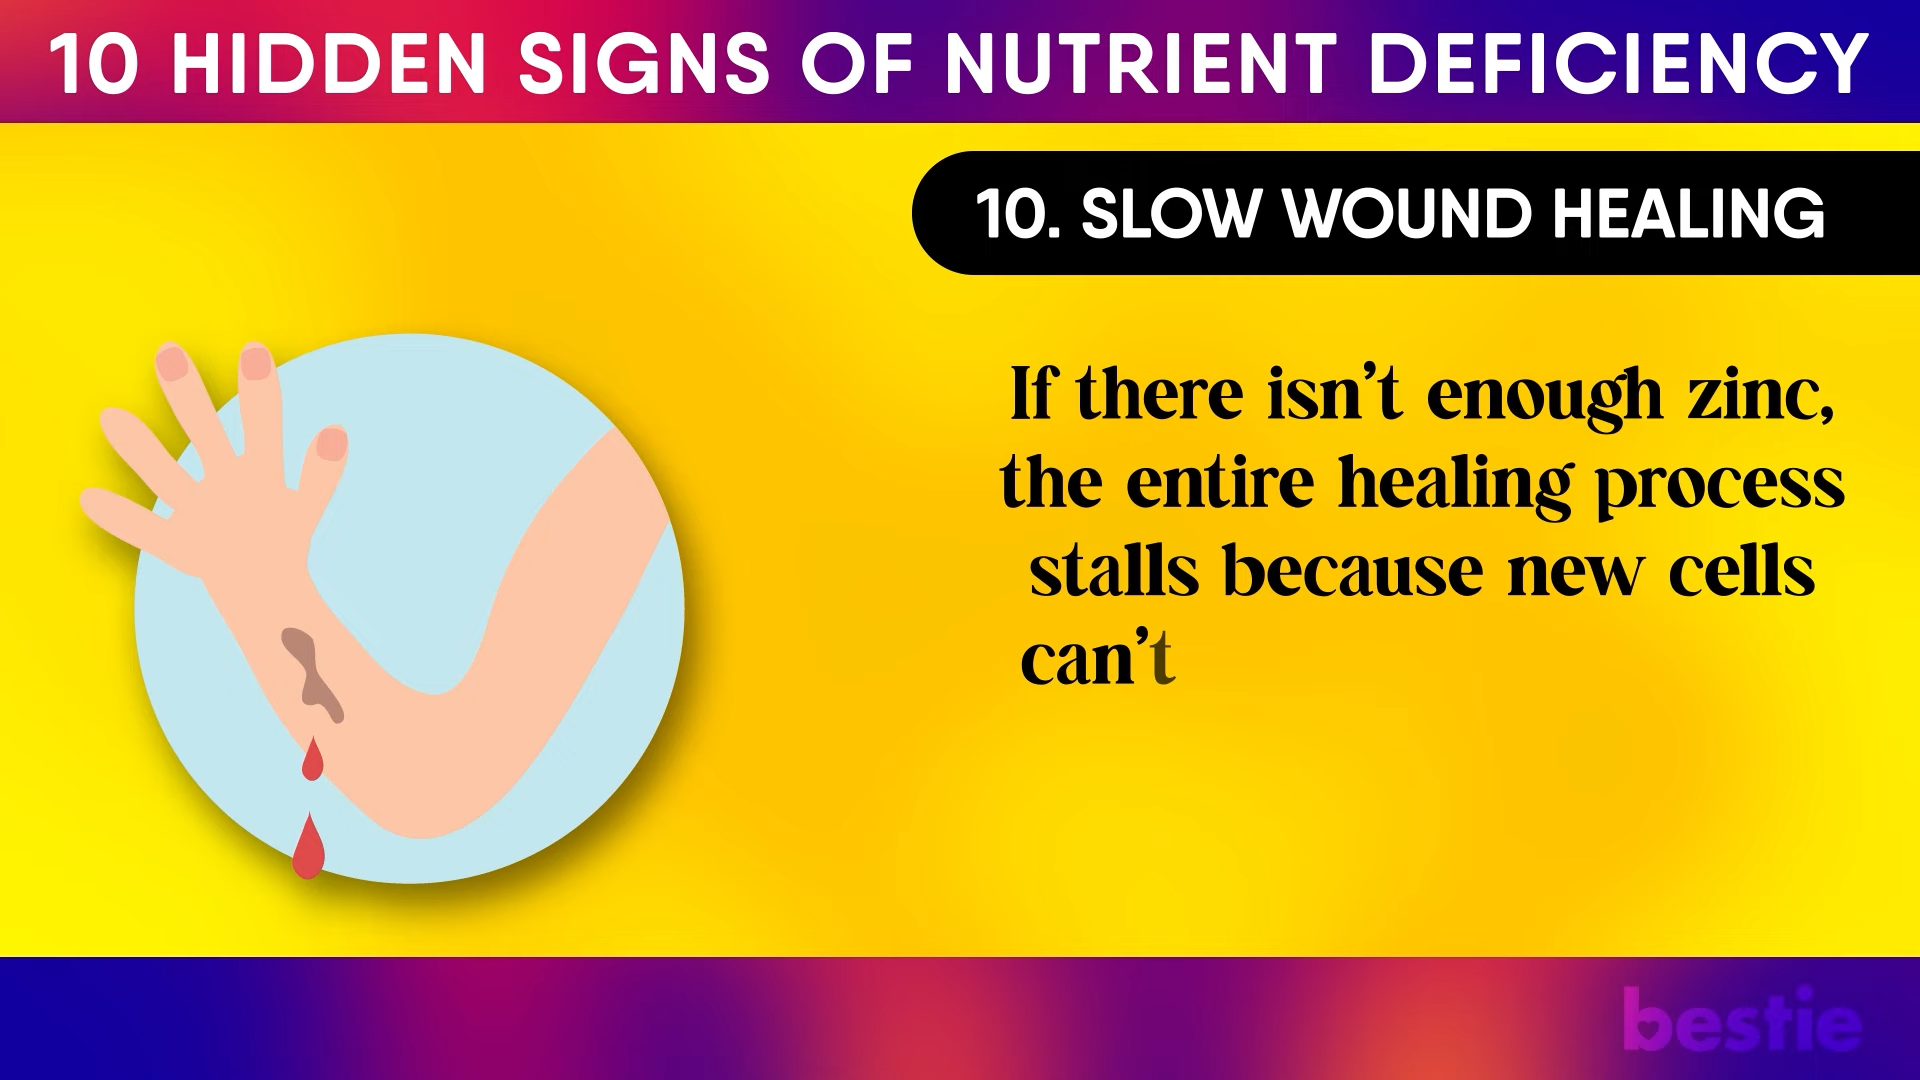 10 HIDDEN SIGNS OF NUTRIENT DEFICIENCY
10. SLOW WOUND HEALING
If there isn’t enough zinc,
the entire healing process
stalls because new cells
can’t
bestie